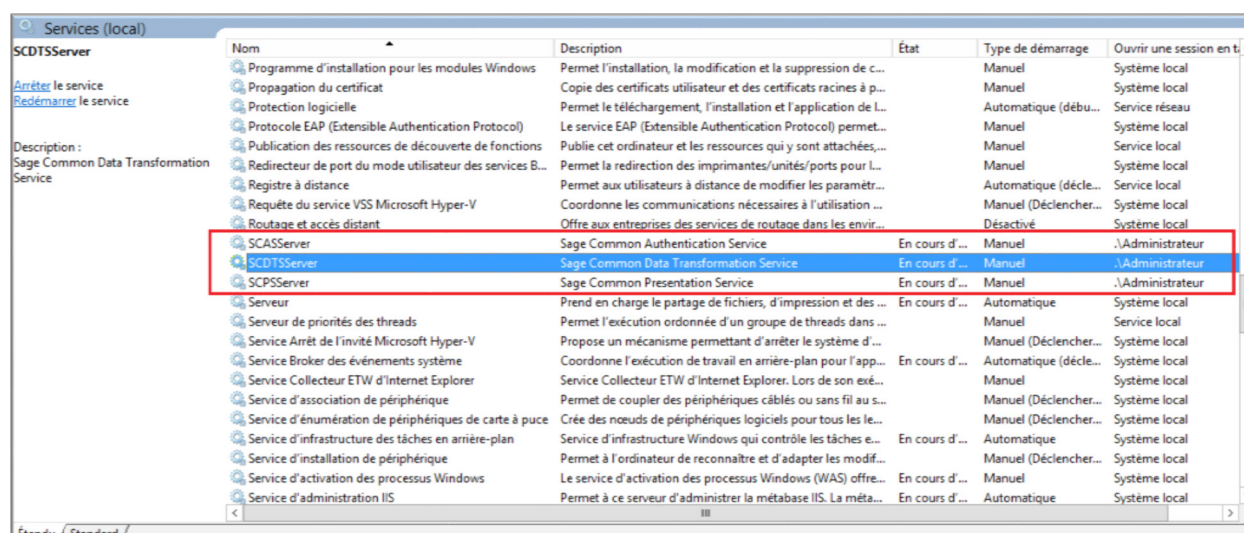 Services (local)
SCDTSServer
Arrêter le service
Redémarrer le service
Description :
Sage Common Data Transformation
Service
Nom Description État Type de démarrage Ouvrir une session en ta
Programme d'installation pour les modules Windows Permet l'installation, la modification et la suppression de c... Manuel Système local
Propagation du certificat Copie des certificats utilisateur et des certificats racines à p... Manuel Système local
Protection logicielle Permet le téléchargement, l'installation et l'application de l... Automatique (débu... Service réseau
Protocole EAP (Extensible Authentication Protocol) Le service EAP (Extensible Authentication Protocol) permet... Manuel Système local
Publication des ressources de découverte de fonctions Publie cet ordinateur et les ressources qui y sont attachées,... Manuel Service local
Redirecteur de port du mode utilisateur des services B... Permet la redirection des imprimantes/unités/ports pour l... Manuel Système local
Registre à distance Permet aux utilisateurs à distance de modifier les paramètr... Automatique (décle... Service local
Requête du service VSS Microsoft Hyper-V Coordonne les communications nécessaires à l'utilisation ... Manuel (Déclencher... Système local
Routage et accès distant Offre aux entreprises des services de routage dans les envir... Désactivé Système local
SCASServer Sage Common Authentication Service En cours d'... Manuel .\Administrateur
SCDTSServer Sage Common Data Transformation Service En cours d'... Manuel .\Administrateur
SCPSServer Sage Common Presentation Service En cours d'... Manuel .\Administrateur
Serveur Prend en charge le partage de fichiers, d'impression et des ... En cours d'... Automatique Système local
Serveur de priorités des threads Permet l'exécution ordonnée d'un groupe de threads dans ... Manuel Service local
Service Arrêt de l'invité Microsoft Hyper-V Propose un mécanisme permettant d'arrêter le système d'... Manuel (Déclencher... Système local
Service Broker des événements système Coordonne l'exécution de travail en arrière-plan pour l'app... En cours d'... Automatique (décle... Système local
Service Collecteur ETW d'Internet Explorer Service Collecteur ETW d'Internet Explorer. Lors de son exé... Manuel Système local
Service d'association de périphérique Permet de coupler des périphériques câblés ou sans fil au s... Manuel (Déclencher... Système local
Service d'énumération de périphériques de carte à puce Crée des nœuds de périphériques logiciels pour tous les le... Manuel (Déclencher... Système local
Service d'infrastructure des tâches en arrière-plan Service d'infrastructure Windows qui contrôle les tâches e... En cours d'... Automatique Système local
Service d'installation de périphérique Permet à l'ordinateur de reconnaître et d'adapter les modif... Manuel (Déclencher... Système local
Service d'activation des processus Windows Le service d'activation des processus Windows (WAS) offre... En cours d'... Manuel Système local
Service d'administration IIS Permet à ce serveur d'administrer la métabase IIS. La méta... En cours d'... Automatique Système local
Étendu Standard